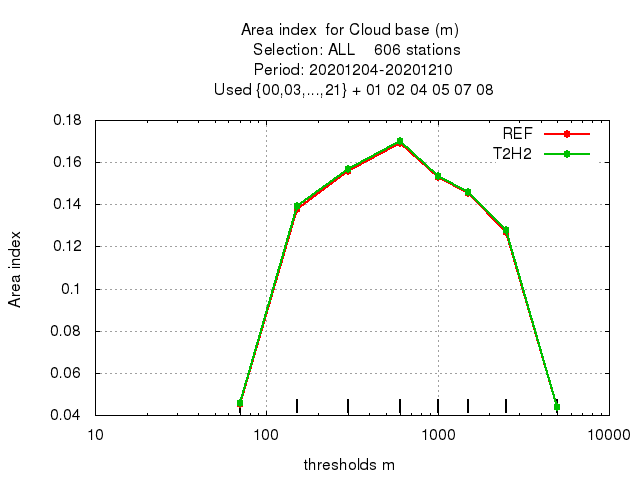 Area index  for Cloud base (m)
Selection: ALL    606 stations
Period: 20201204-20201210
Used {00,03,...,21} + 01 02 04 05 07 08
REF
T2H2
0.18
0.16
0.14
0.12
0.1
0.08
0.06
0.04
Area index
10
100
1000
10000
thresholds m